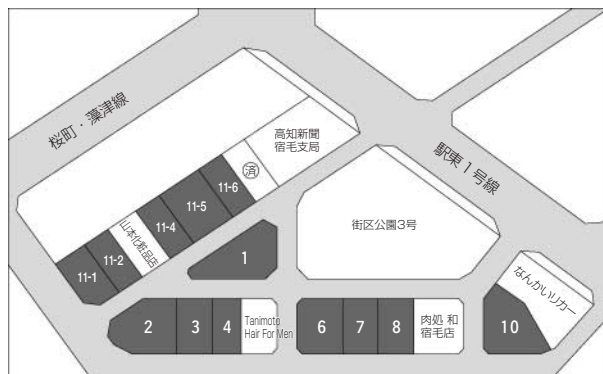 桜町・藻津線
高知新聞
宿毛支局
駅東1号線
㊡
11-6
11-5
11-4
山本化粧品店
11-2
11-1
街区公園3号
1
なんかいリカー
2
3
4
Tanimoto
Hair For Men
6
7
8
肉処 和
宿毛店
10